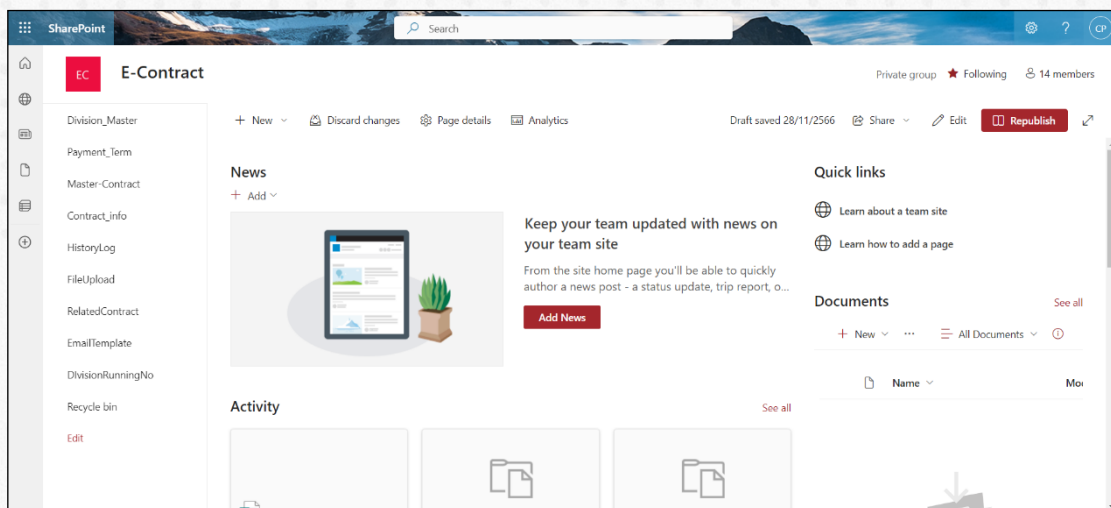 SharePoint
Search
?
CP
EC
E-Contract
Private group
Following
14 members
Division_Master
Payment_Term
Master-Contract
Contract_info
HistoryLog
FileUpload
RelatedContract
EmailTemplate
DIvisionRunningNo
Recycle bin
Edit
+ New
Discard changes
Page details
Analytics
Draft saved 28/11/2566
Share
Edit
Republish
News
+ Add
Keep your team updated with news on
your team site
From the site home page you'll be able to quickly
author a news post - a status update, trip report, o...
Add News
Activity
See all
Quick links
Learn about a team site
Learn how to add a page
Documents
See all
+ New
...
All Documents
Name
Mo